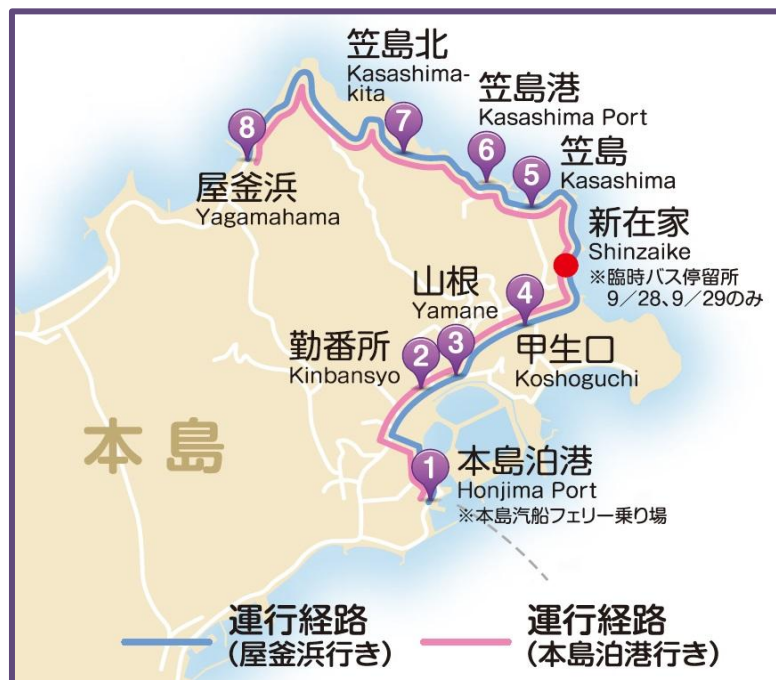 笠島北
Kasashima-
kita
笠島港
Kasashima Port
7
8
6
5
笠島
Kasashima
屋釜浜
Yagamahama
新在家
Shinzaike
※臨時バス停留所
9／28、9／29のみ
山根
Yamane
4
勤番所
Kinbansyo
2
3
甲生口
Koshoguchi
本島
1
本島泊港
Honjima Port
※本島汽船フェリー乗り場
運行経路
(屋釜浜行き)
運行経路
(本島泊港行き)